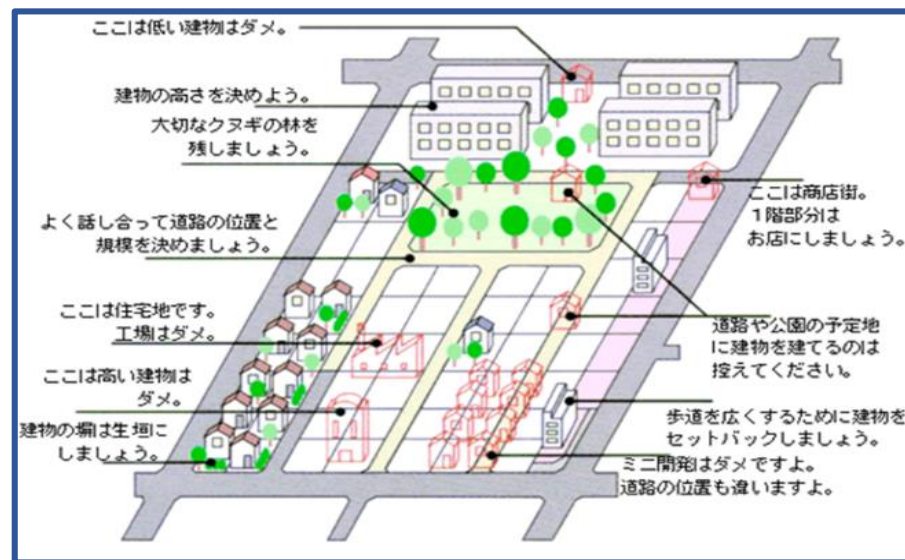 ここは低い建物はダメ。
建物の高さを決めよう。
大切なクヌギの林を
残しましょう。
よく話し合って道路の位置と
規模を決めましょう。
ここは住宅地です。
工場はダメ。
ここは高い建物は
ダメ。
建物の塀は生垣に
しましょう。
ここは商店街。
1階部分は
お店にしましょう。
道路や公園の予定地
に建物を建てるのは
控えてください。
歩道を広くするために建物を
セットバックしましょう。
ミニ開発はダメですよ。
道路の位置も違いますよ。